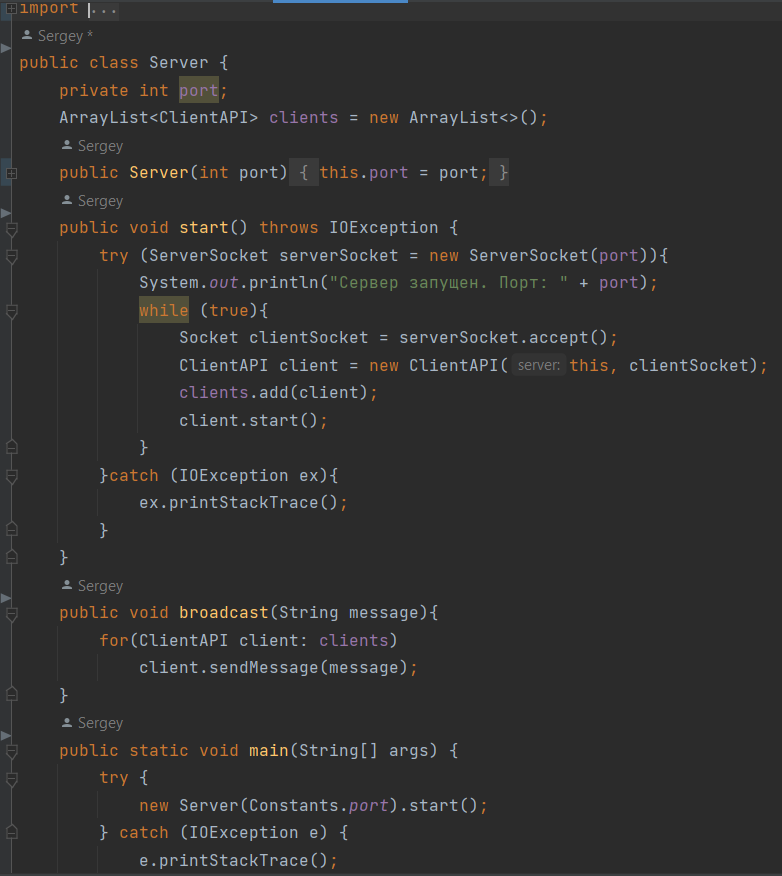 import ...
Sergey *
public class Server {
    private int port;
    ArrayList<ClientAPI> clients = new ArrayList<>();
    Sergey
    public Server(int port) { this.port = port; }
    Sergey
    public void start() throws IOException {
        try (ServerSocket serverSocket = new ServerSocket(port)){
            System.out.println("Сервер запущен. Порт: " + port);
            while (true){
                Socket clientSocket = serverSocket.accept();
                ClientAPI client = new ClientAPI( server: this, clientSocket);
                clients.add(client);
                client.start();
            }
        }catch (IOException ex){
            ex.printStackTrace();
        }
    }
    Sergey
    public void broadcast(String message){
        for(ClientAPI client: clients)
            client.sendMessage(message);
    }
    Sergey
    public static void main(String[] args) {
        try {
            new Server(Constants.port).start();
        } catch (IOException e) {
            e.printStackTrace();